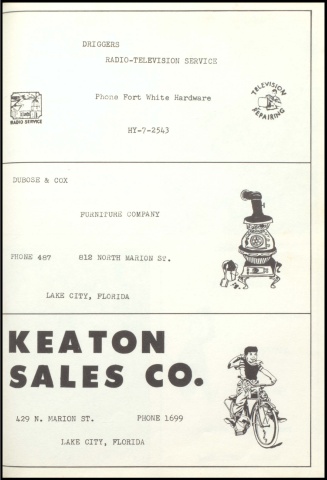 DRIGGERS
RADIO-TELEVISION SERVICE
Phone Fort White Hardware
HY-7-2543
RADIO SERVICE
TELEVISION
REPAIRING
DUBOSE & COX
FURNITURE COMPANY
PHONE 487 812 NORTH MARION ST.
LAKE CITY, FLORIDA
KEATON
SALES CO.
429 N. MARION ST. PHONE 1699
LAKE CITY, FLORIDA